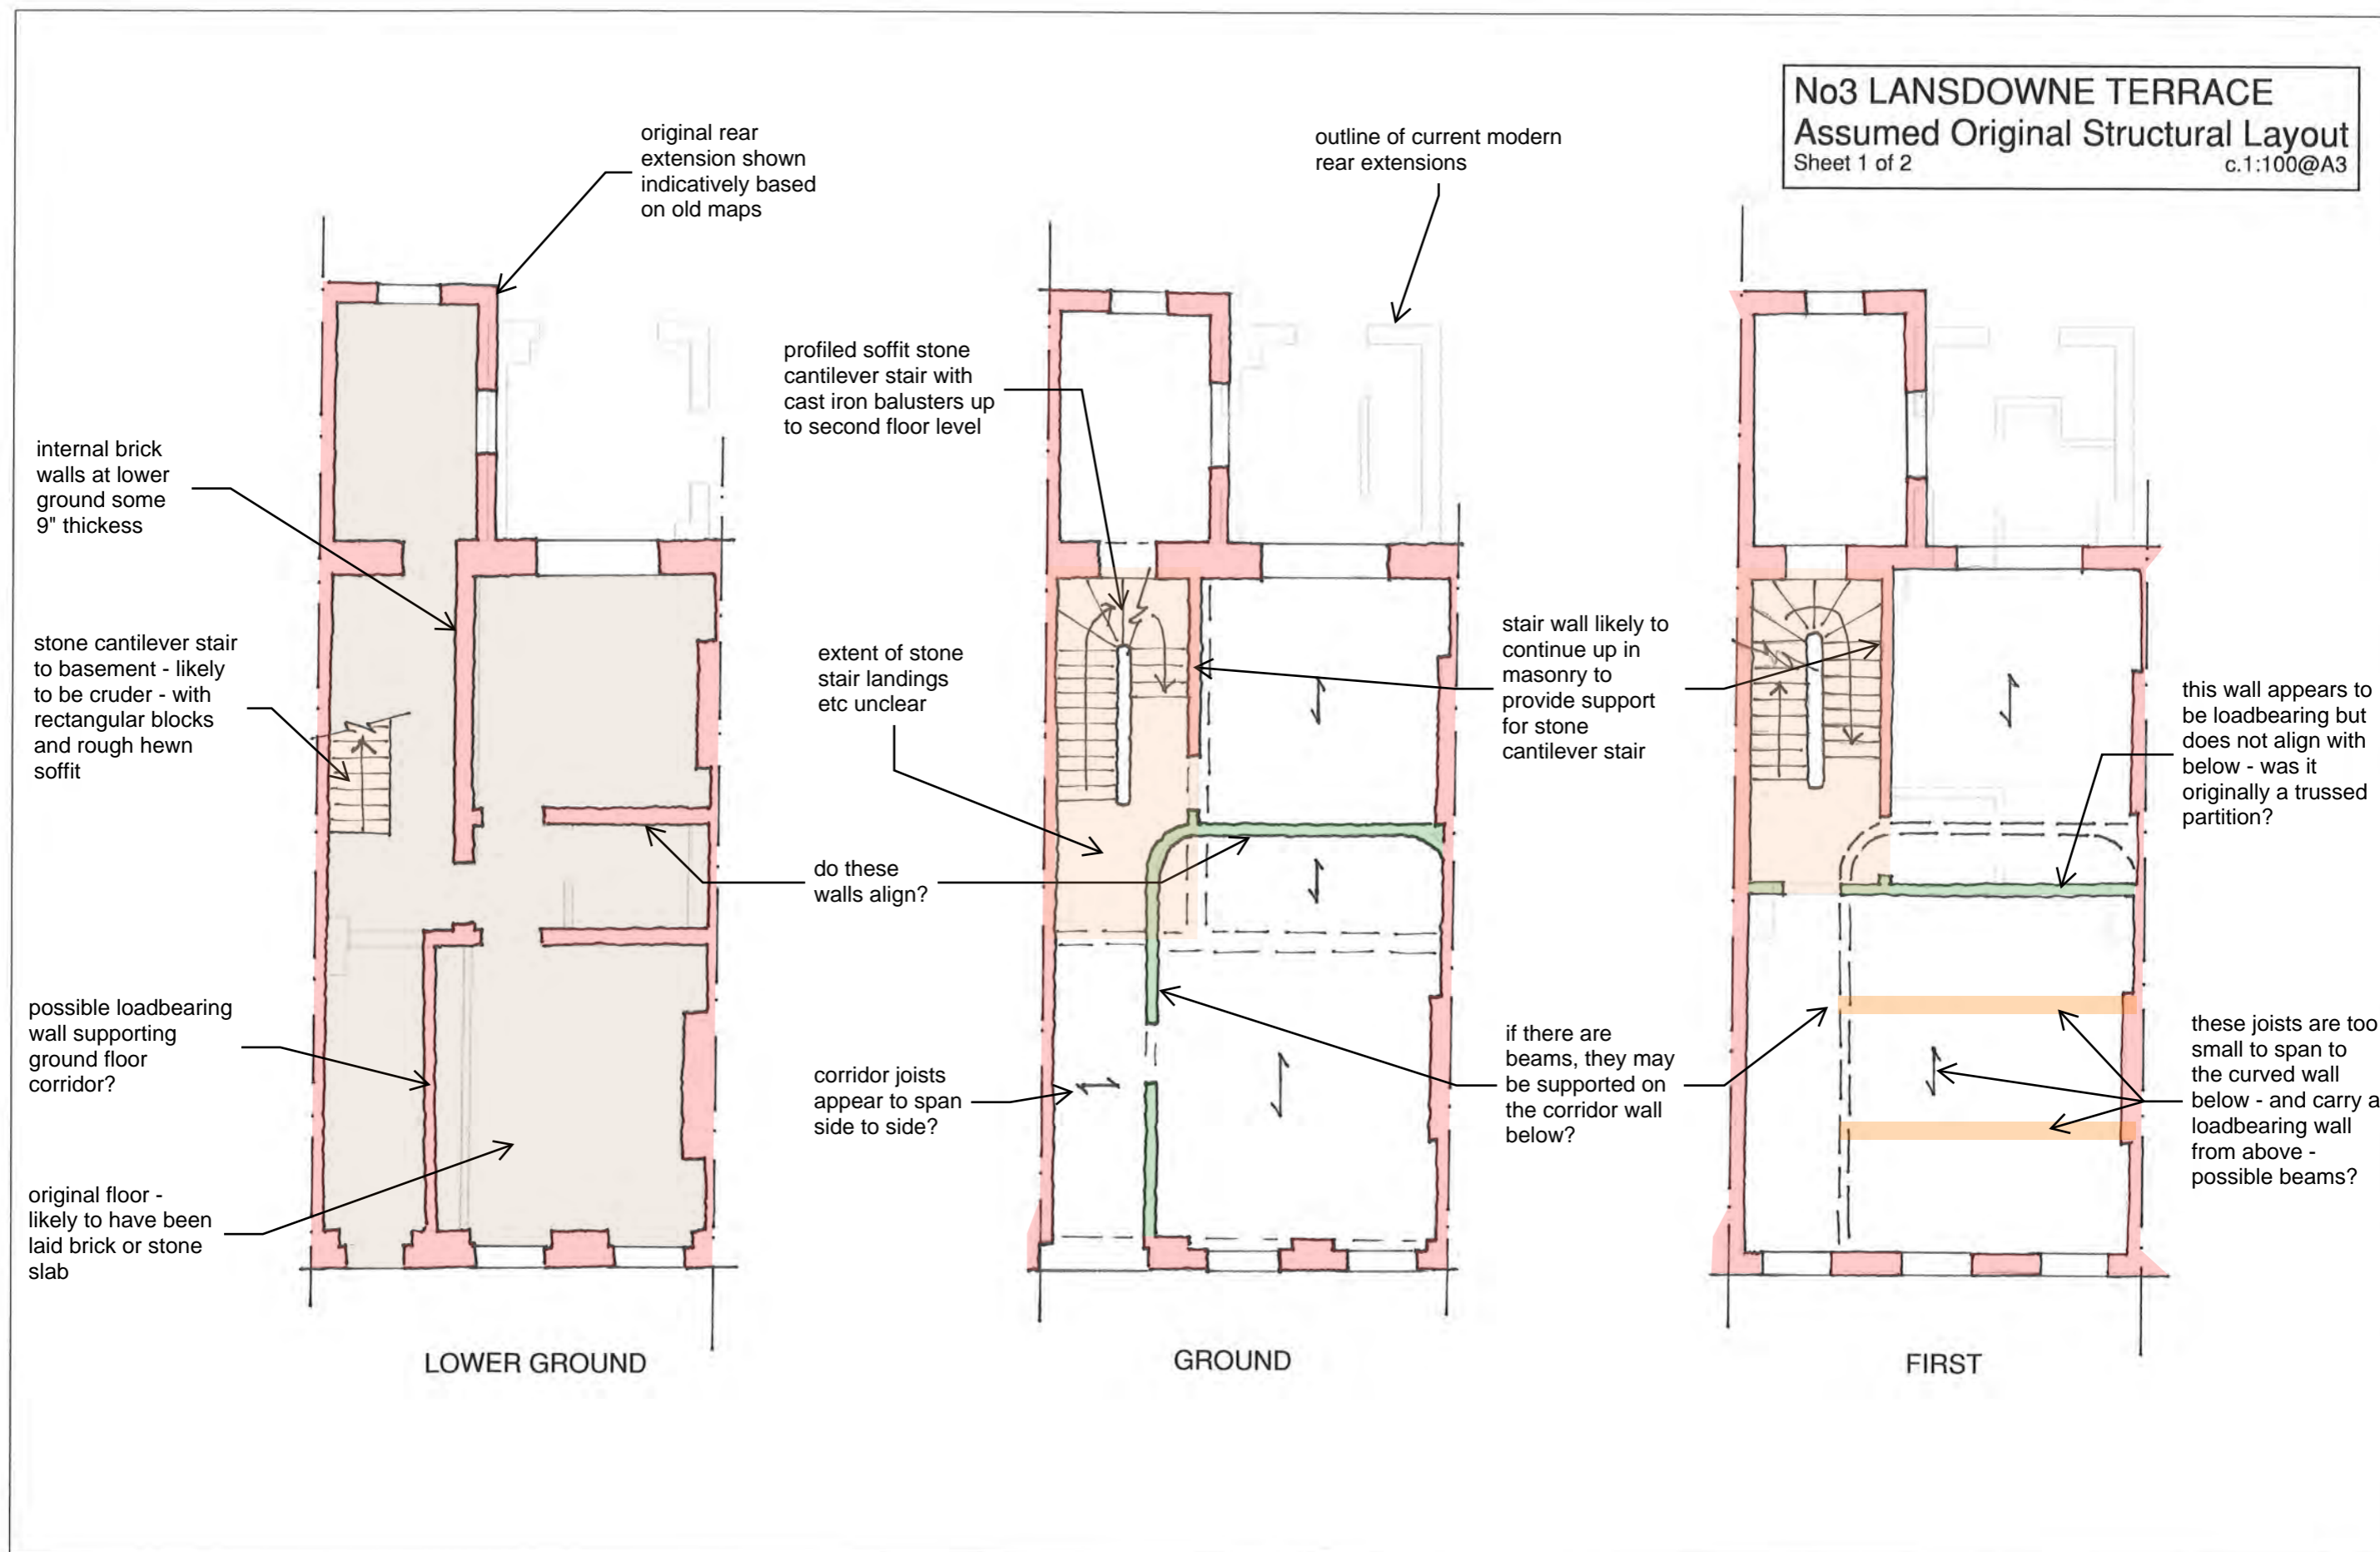 No3 LANSDOWNE TERRACE
Assumed Original Structural Layout
Sheet 1 of 2 c.1:100@A3
original rear
extension shown
indicatively based
on old maps
outline of current modern
rear extensions
internal brick
walls at lower
ground some
9" thickess
stone cantilever stair
to basement - likely
to be cruder - with
rectangular blocks
and rough hewn
soffit
possible loadbearing
wall supporting
ground floor
corridor?
original floor -
likely to have been
laid brick or stone
slab
profiled soffit stone
cantilever stair with
cast iron balusters up
to second floor level
extent of stone
stair landings
etc unclear
do these
walls align?
corridor joists
appear to span
side to side?
stair wall likely to
continue up in
masonry to
provide support
for stone
cantilever stair
if there are
beams, they may
be supported on
the corridor wall
below?
this wall appears to
be loadbearing but
does not align with
below - was it
originally a trussed
partition?
these joists are too
small to span to
the curved wall
below - and carry a
loadbearing wall
from above -
possible beams?
LOWER GROUND
GROUND
FIRST